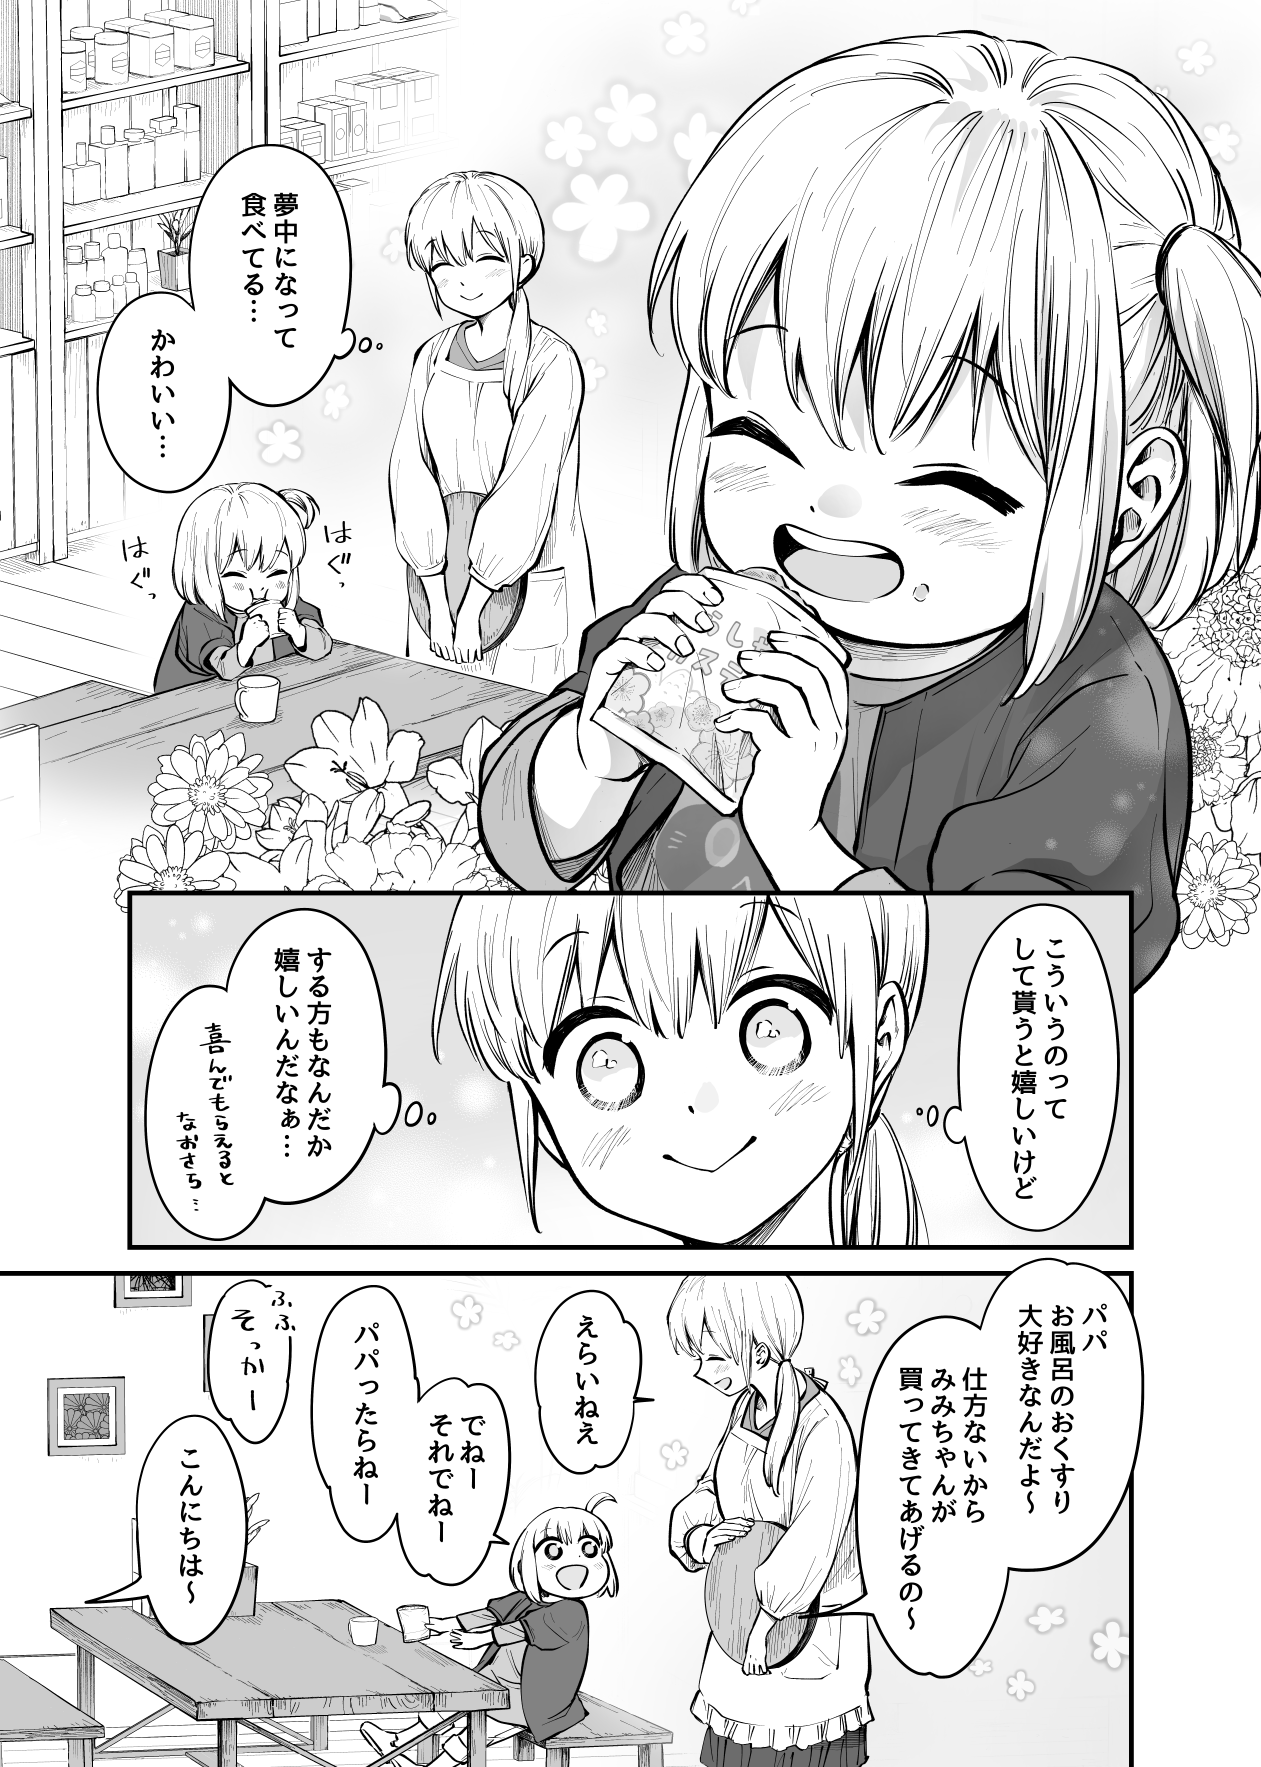 夢中になって
食べてる…
かわいい…
はぐっ
はぐっ
こういうのって
して貰うと嬉しいけど
する方もなんだか
嬉しいんだなぁ…
喜んでもらえると
なおさら…
パパ
お風呂のおくすり
大好きなんだよ〜
仕方ないから
みみちゃんが
買ってきてあげるの〜
えらいねえ
でねー
それでねー
パパったらねー
ふふ
そっかー
こんにちは〜